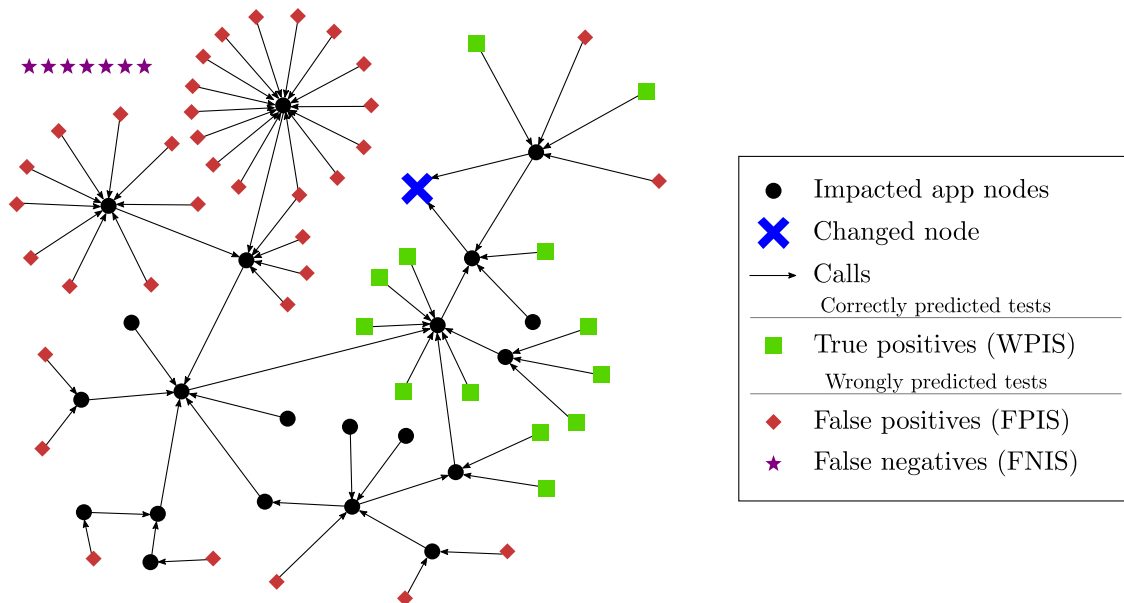 Impacted app nodes
Changed node
Calls
Correctly predicted tests
True positives (WPIS)
Wrongly predicted tests
False positives (FPIS)
False negatives (FNIS)